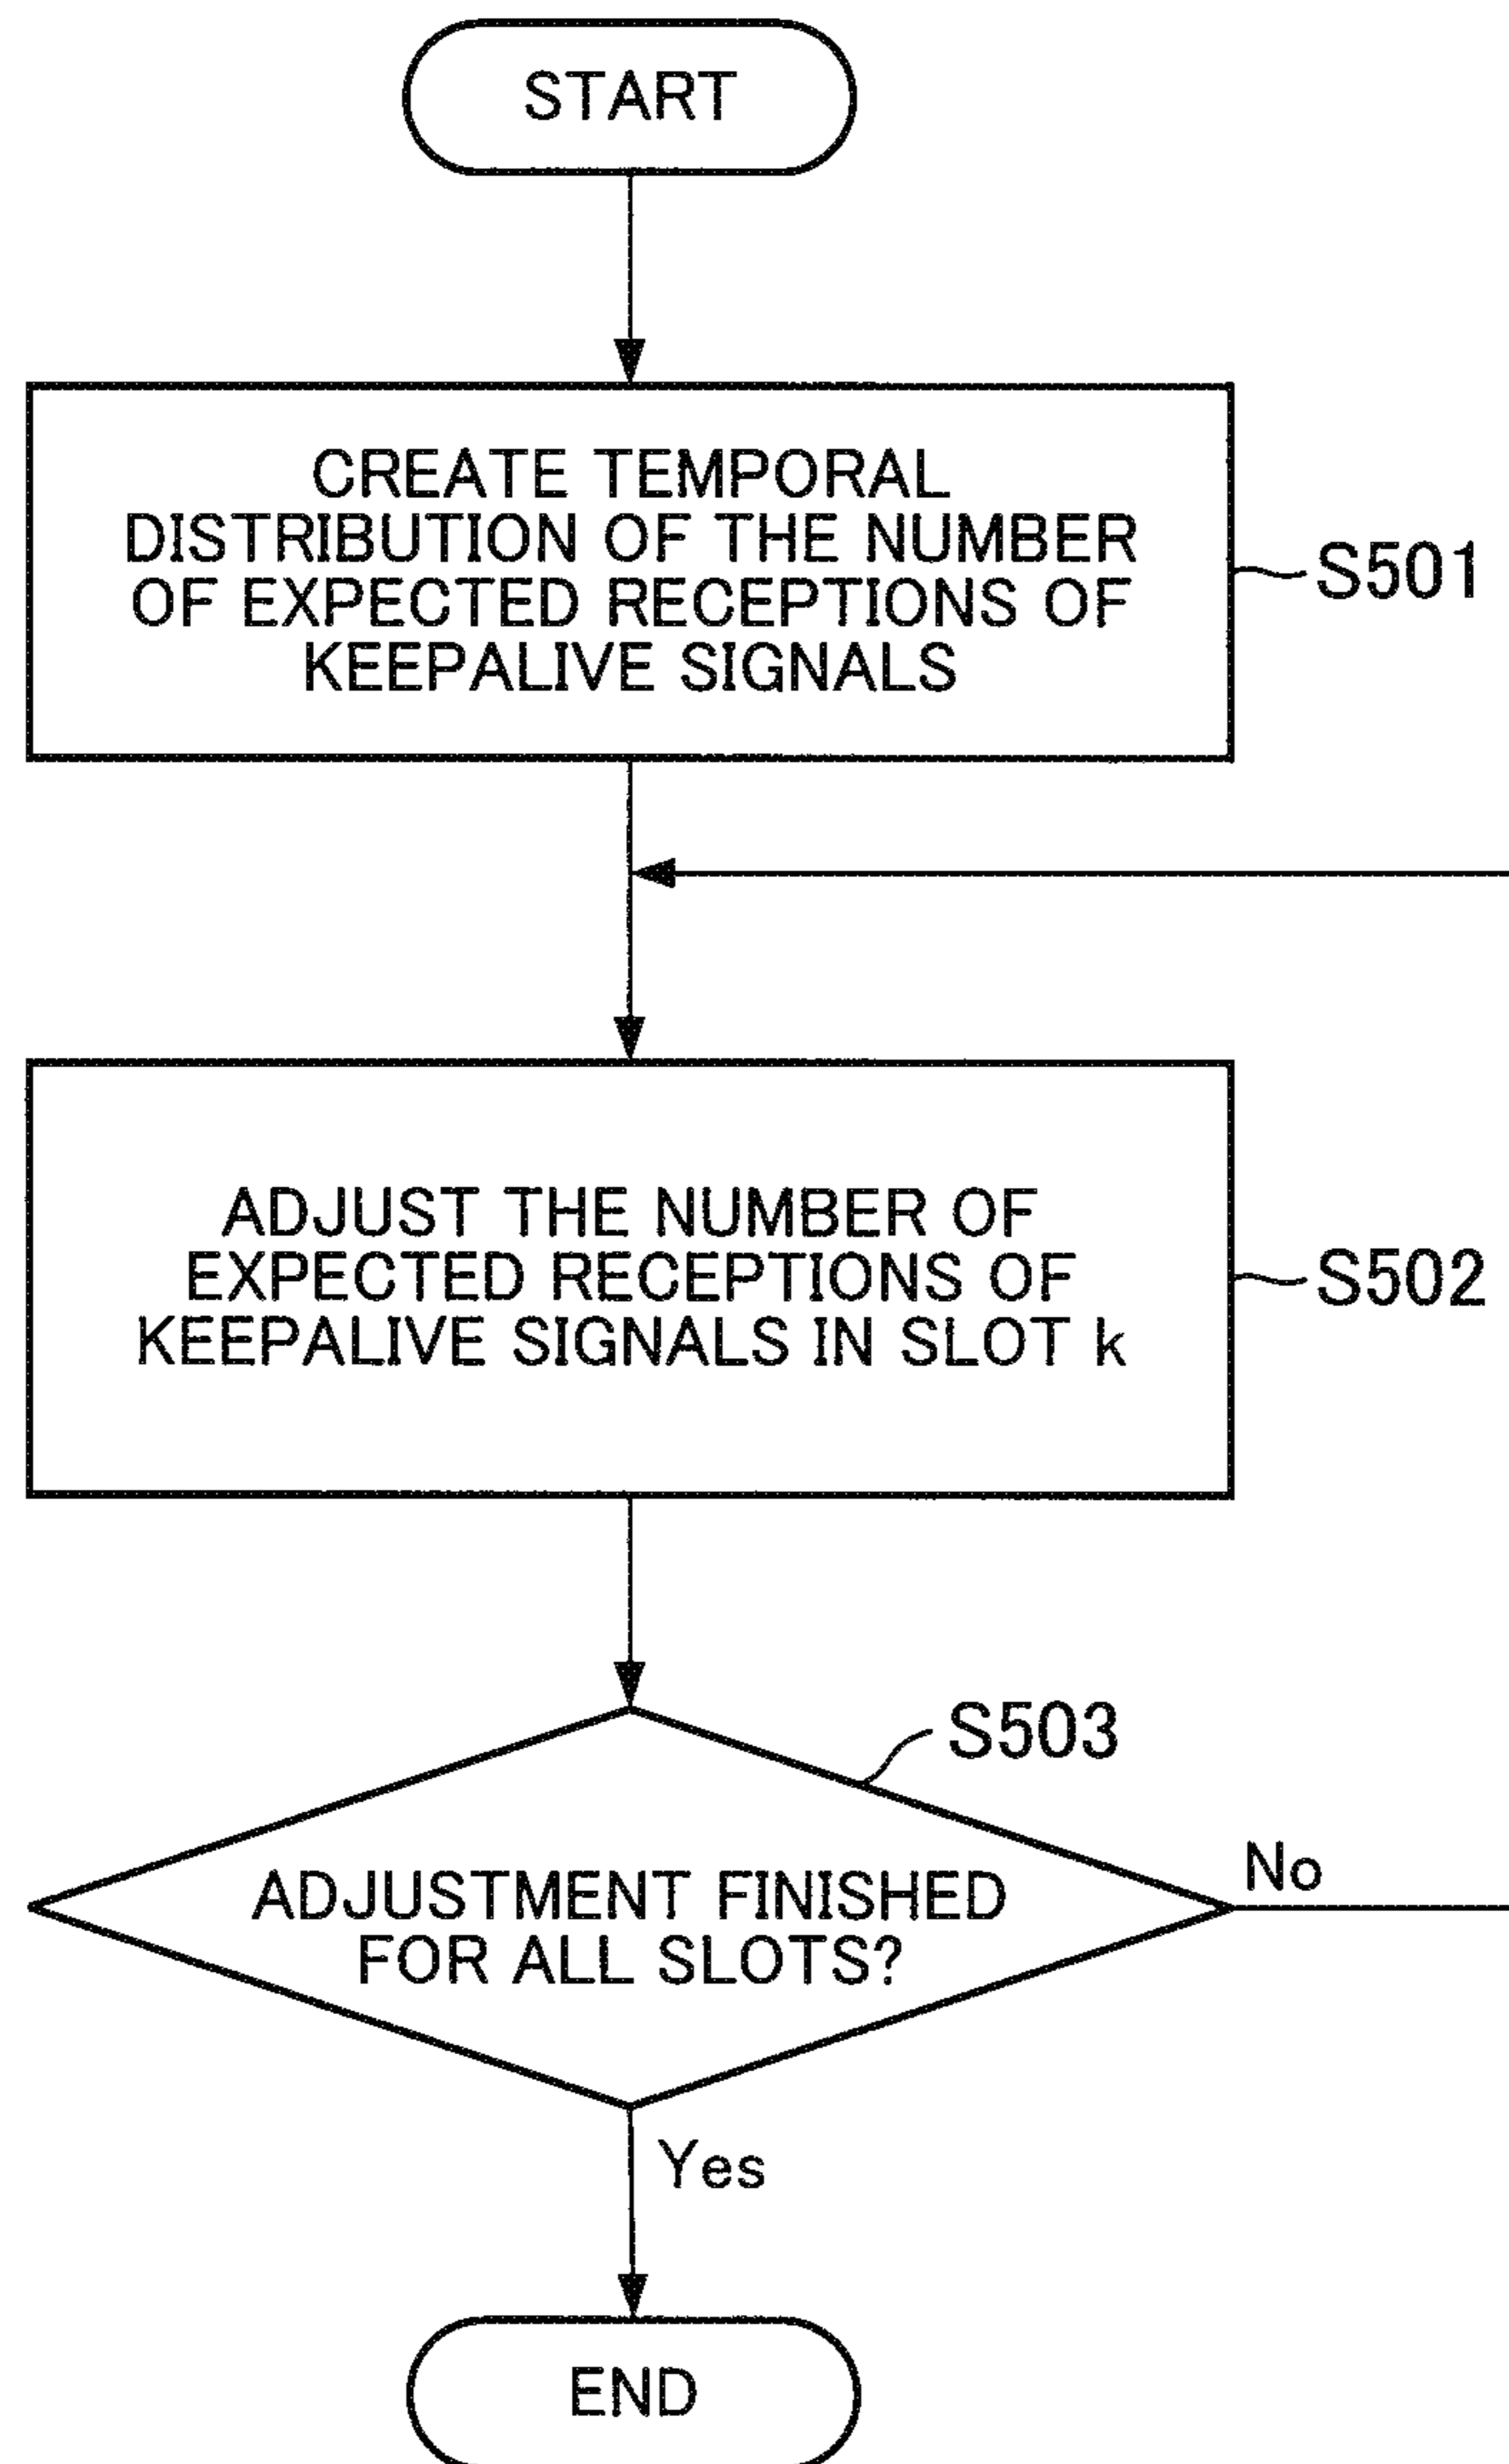 START
CREATE TEMPORAL
DISTRIBUTION OF THE NUMBER
OF EXPECTED RECEPTIONS OF
KEEPALIVE SIGNALS
S501
ADJUST THE NUMBER OF
EXPECTED RECEPTIONS OF
KEEPALIVE SIGNALS IN SLOT k
S502
S503
ADJUSTMENT FINISHED
FOR ALL SLOTS?
No
Yes
END